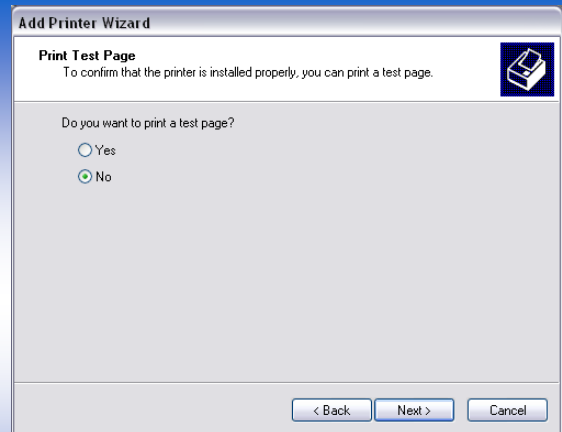 Add Printer Wizard
Print Test Page
To confirm that the printer is installed properly, you can print a test page.
Do you want to print a test page?
Yes
No
< Back
Next >
Cancel